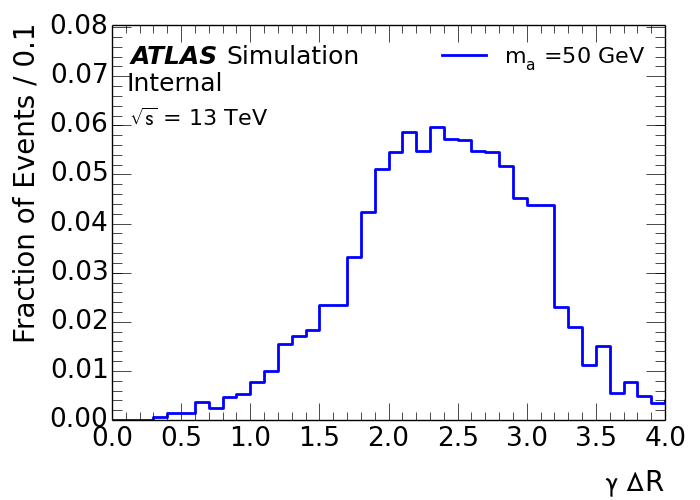 0.08
ATLAS Simulation
Internal
√s = 13 TeV
mₐ =50 GeV
0.07
0.06
0.05
0.04
0.03
0.02
0.01
0.00
Fraction of Events / 0.1
0.0 0.5 1.0 1.5 2.0 2.5 3.0 3.5 4.0
γ ΔR